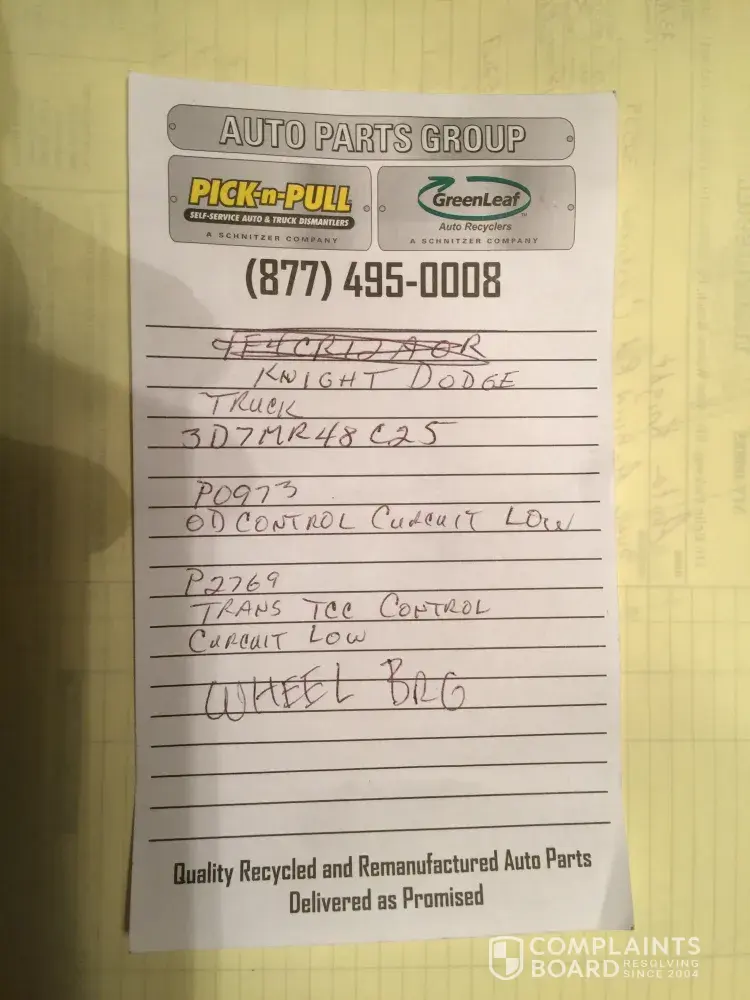 AUTO PARTS GROUP
PICK-n-PULL
SELF-SERVICE AUTO & TRUCK DISMANTLERS
A SCHNITZER COMPANY
GreenLeaf™
Auto Recyclers
A SCHNITZER COMPANY
(877) 495-0008
KNIGHT DODGE
TRUCK
3D7MR48C25
P0973
OD CONTROL CURCUIT LOW
P2769
TRANS TCC CONTROL
CURCUIT LOW
WHEEL BRG
Quality Recycled and Remanufactured Auto Parts
Delivered as Promised
COMPLAINTS
BOARD RESOLVING SINCE 2004